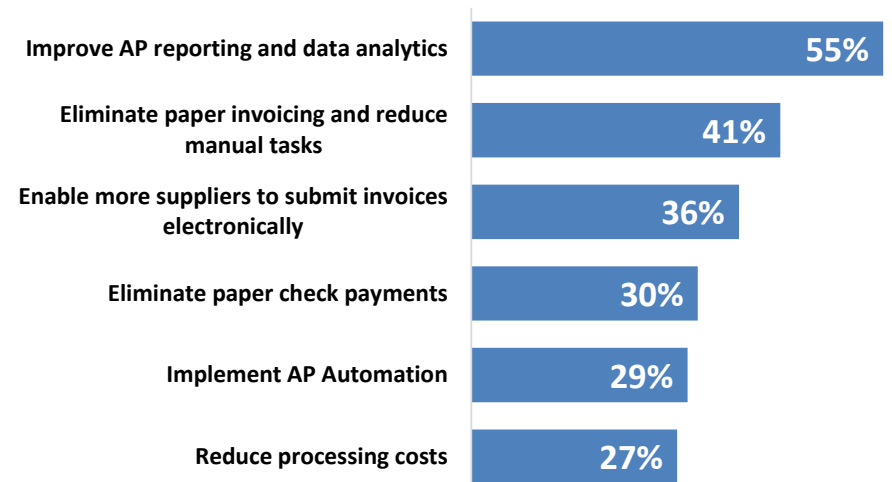 Improve AP reporting and data analytics
55%
Eliminate paper invoicing and reduce
manual tasks
41%
Enable more suppliers to submit invoices
electronically
36%
Eliminate paper check payments
30%
Implement AP Automation
29%
Reduce processing costs
27%